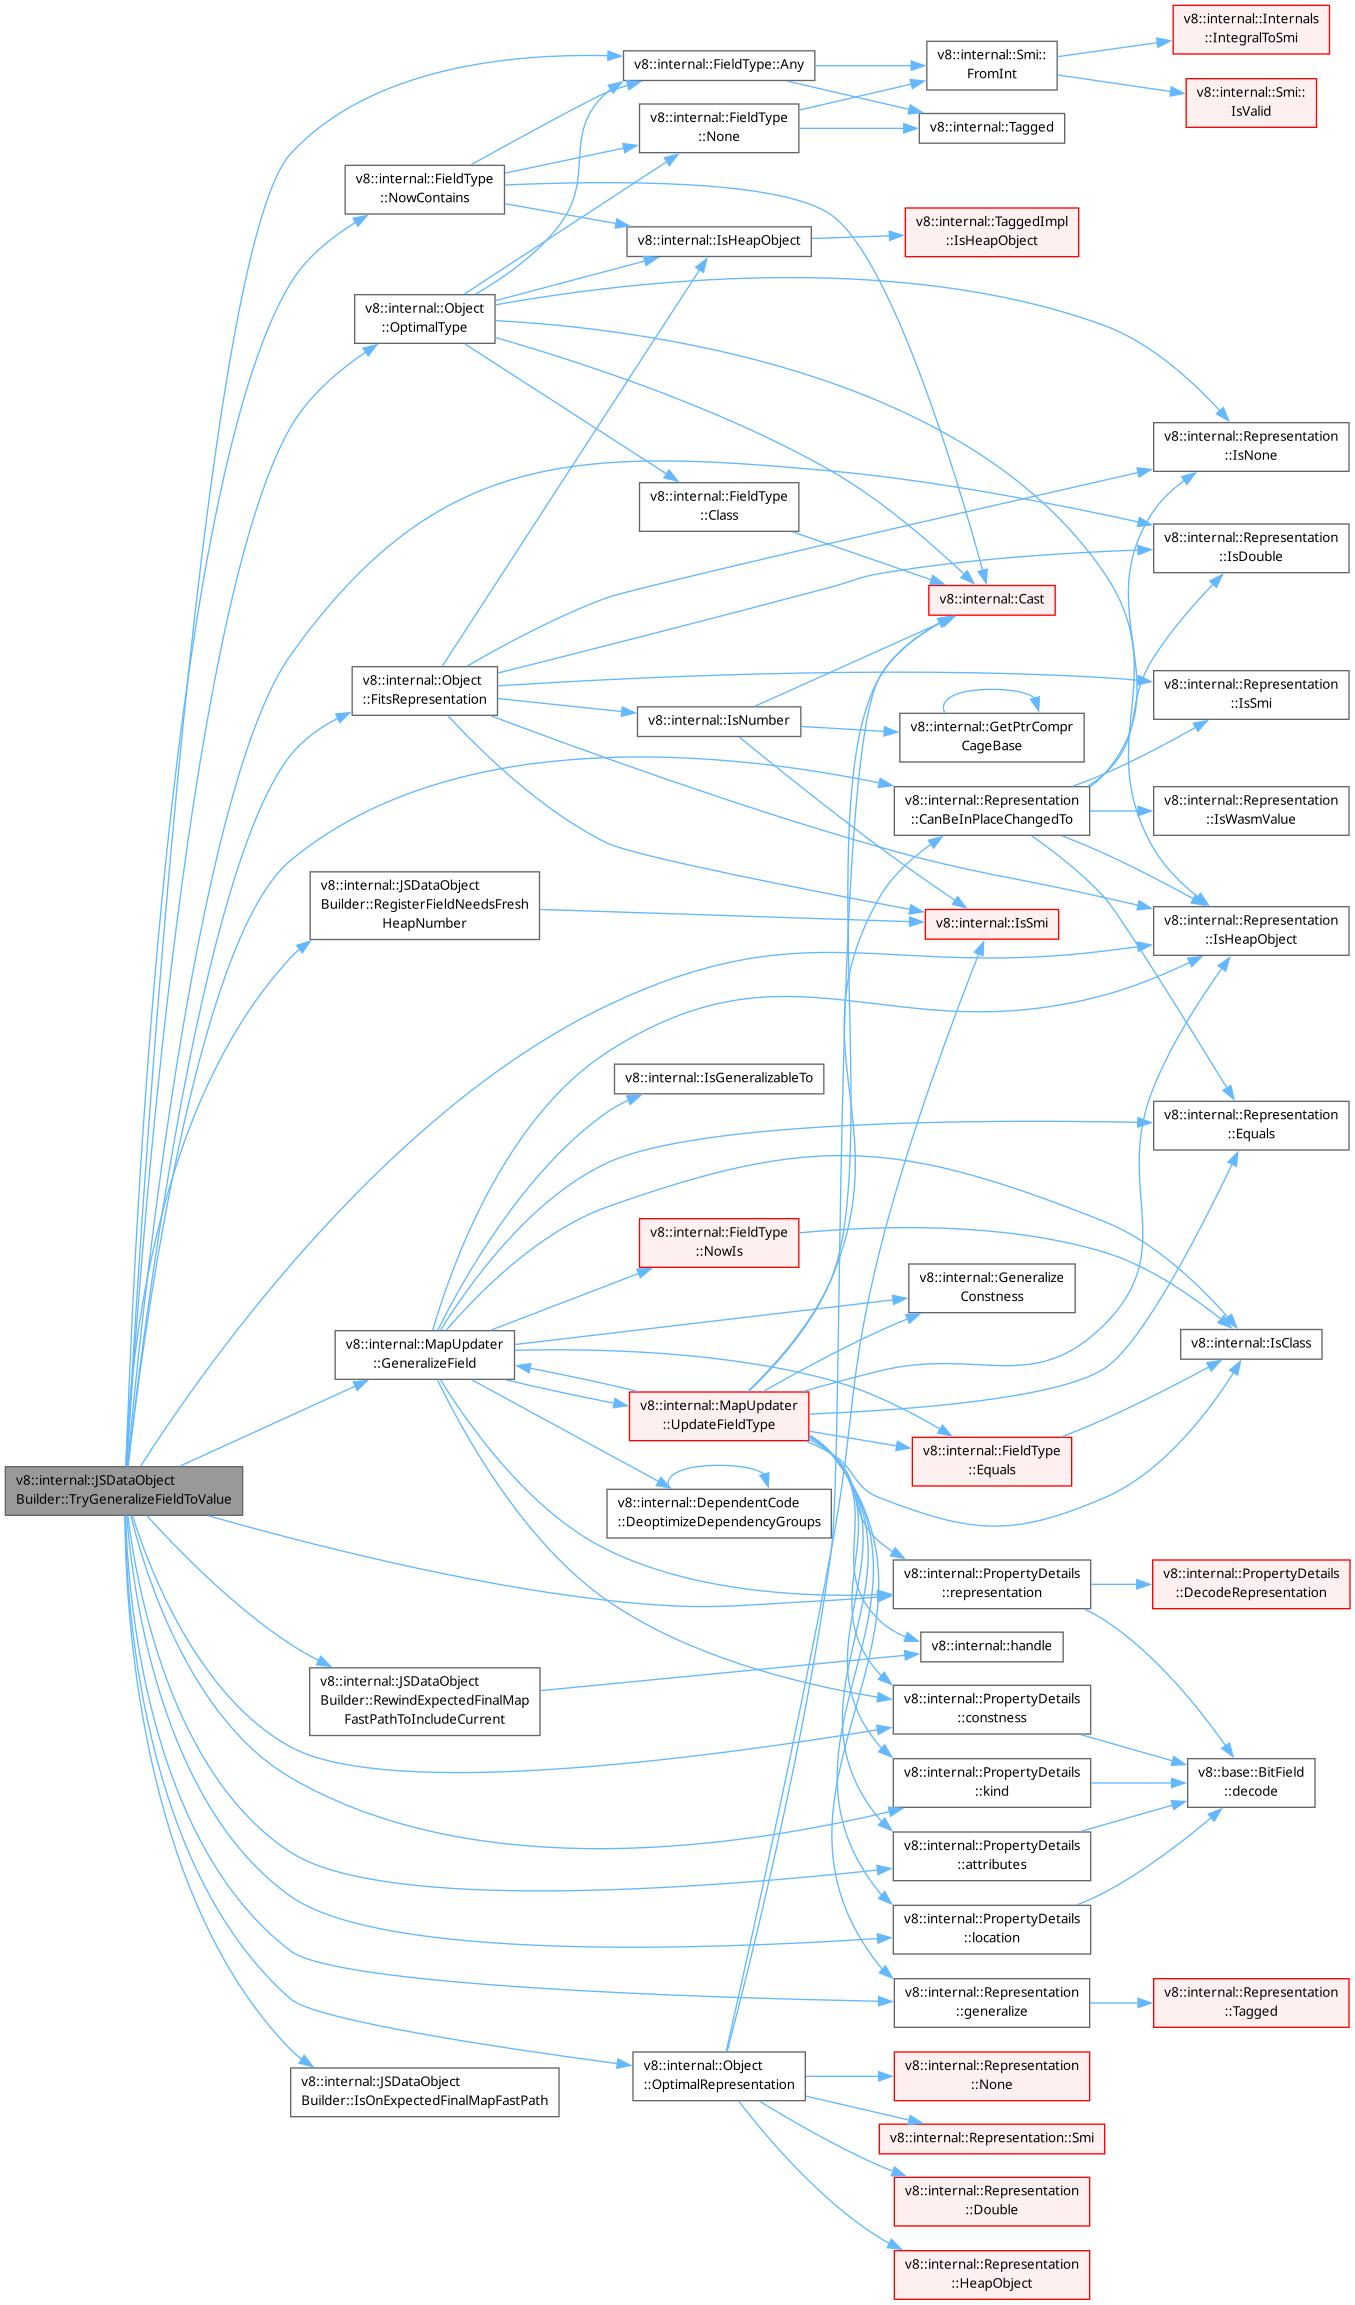 v8::internal::JSDataObject
Builder::TryGeneralizeFieldToValue
v8::internal::FieldType
::NowContains
v8::internal::Object
::OptimalType
v8::internal::Object
::FitsRepresentation
v8::internal::JSDataObject
Builder::RegisterFieldNeedsFresh
HeapNumber
v8::internal::MapUpdater
::GeneralizeField
v8::internal::JSDataObject
Builder::RewindExpectedFinalMap
FastPathToIncludeCurrent
v8::internal::JSDataObject
Builder::IsOnExpectedFinalMapFastPath
v8::internal::FieldType::Any
v8::internal::FieldType
::None
v8::internal::IsHeapObject
v8::internal::FieldType
::Class
v8::internal::IsNumber
v8::internal::IsGeneralizableTo
v8::internal::FieldType
::NowIs
v8::internal::MapUpdater
::UpdateFieldType
v8::internal::DependentCode
::DeoptimizeDependencyGroups
v8::internal::Object
::OptimalRepresentation
v8::internal::Smi::
FromInt
v8::internal::Tagged
v8::internal::TaggedImpl
::IsHeapObject
v8::internal::Cast
v8::internal::GetPtrCompr
CageBase
v8::internal::Representation
::CanBeInPlaceChangedTo
v8::internal::IsSmi
v8::internal::Generalize
Constness
v8::internal::FieldType
::Equals
v8::internal::PropertyDetails
::representation
v8::internal::handle
v8::internal::PropertyDetails
::constness
v8::internal::PropertyDetails
::kind
v8::internal::PropertyDetails
::attributes
v8::internal::PropertyDetails
::location
v8::internal::Representation
::generalize
v8::internal::Representation
::None
v8::internal::Representation::Smi
v8::internal::Representation
::Double
v8::internal::Representation
::HeapObject
v8::internal::Internals
::IntegralToSmi
v8::internal::Smi::
IsValid
v8::internal::Representation
::IsNone
v8::internal::Representation
::IsDouble
v8::internal::Representation
::IsSmi
v8::internal::Representation
::IsWasmValue
v8::internal::Representation
::IsHeapObject
v8::internal::Representation
::Equals
v8::internal::IsClass
v8::internal::PropertyDetails
::DecodeRepresentation
v8::base::BitField
::decode
v8::internal::Representation
::Tagged